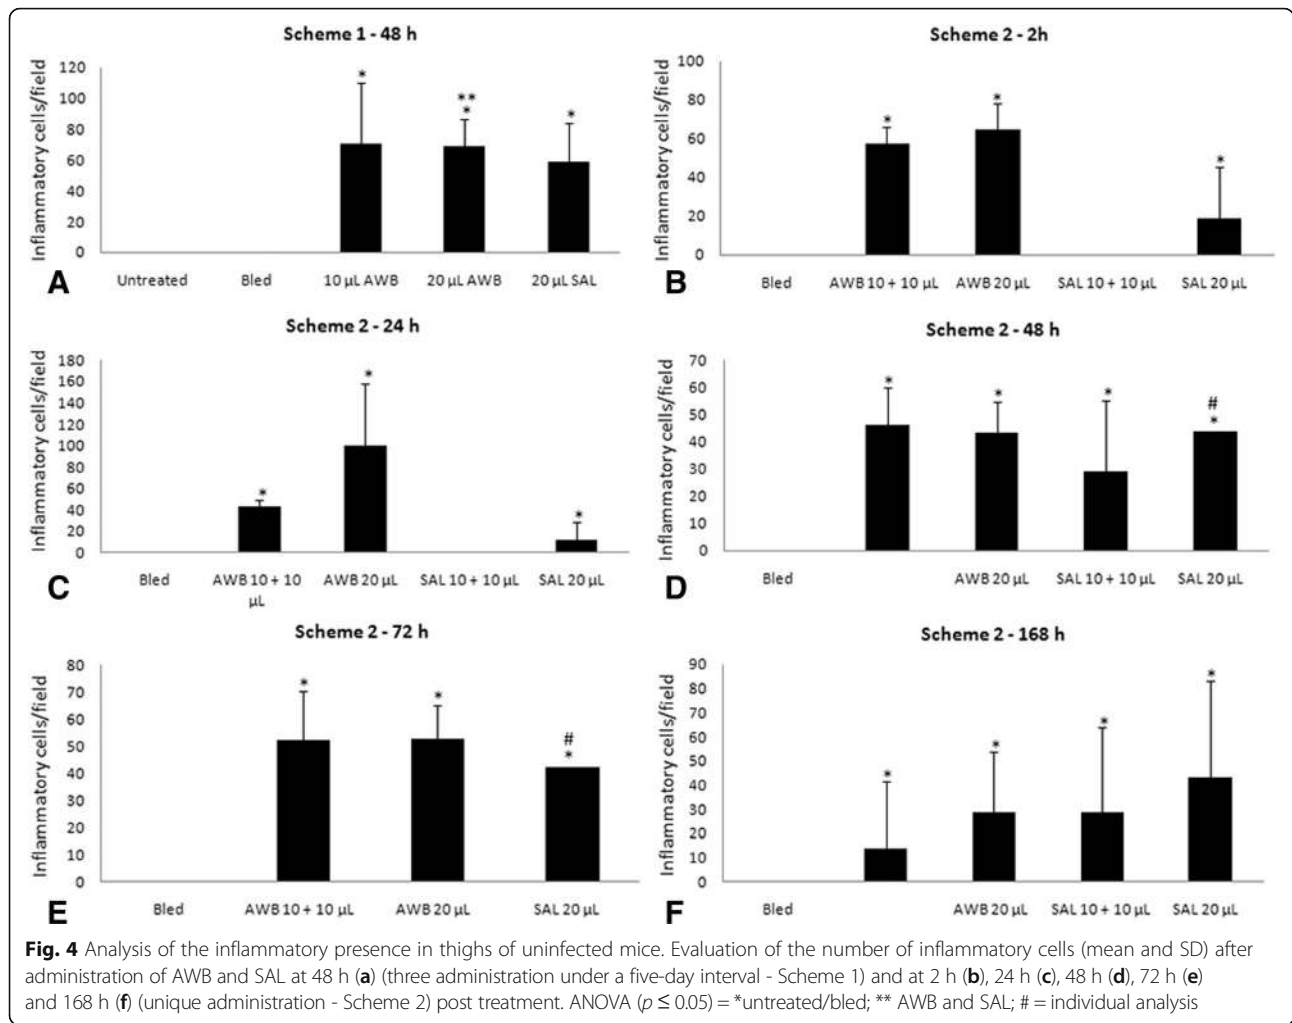 Scheme 1 - 48 h
Inflammatory cells/field
120
100
80
60
40
20
0
*
**
*
*
Untreated Bled 10 µL AWB 20 µL AWB 20 µL SAL
A
Scheme 2 - 2h
Inflammatory cells/field
100
80
60
40
20
0
*
*
*
Bled AWB 10 + 10 µL AWB 20 µL SAL 10 + 10 µL SAL 20 µL
B
Scheme 2 - 24 h
Inflammatory cells/field
180
160
140
120
100
80
60
40
20
0
*
*
*
Bled AWB 10 + 10 µL AWB 20 µL SAL 10 + 10 µL SAL 20 µL
C
Scheme 2 - 48 h
Inflammatory cells/field
70
60
50
40
30
20
10
0
*
*
*
#
*
Bled AWB 20 µL SAL 10 + 10 µL SAL 20 µL
D
Scheme 2 - 72 h
Inflammatory cells/field
80
70
60
50
40
30
20
10
0
*
*
#
*
Bled AWB 10 + 10 µL AWB 20 µL SAL 20 µL
E
Scheme 2 - 168 h
Inflammatory cells/field
90
80
70
60
50
40
30
20
10
0
*
*
*
*
Bled AWB 20 µL SAL 10 + 10 µL SAL 20 µL
F
Fig. 4 Analysis of the inflammatory presence in thighs of uninfected mice. Evaluation of the number of inflammatory cells (mean and SD) after
administration of AWB and SAL at 48 h (a) (three administration under a five-day interval - Scheme 1) and at 2 h (b), 24 h (c), 48 h (d), 72 h (e)
and 168 h (f) (unique administration - Scheme 2) post treatment. ANOVA (p ≤ 0.05) = *untreated/bled; ** AWB and SAL; # = individual analysis